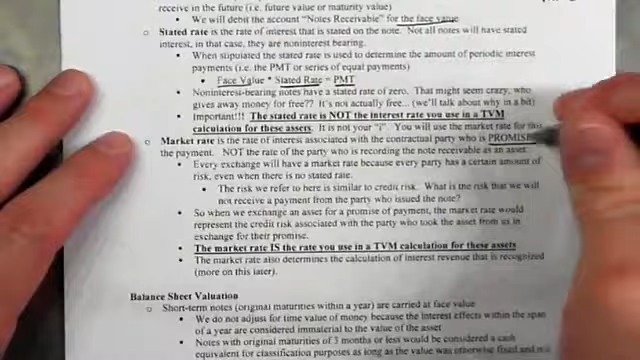 receive in the future (i.e. future value or maturity value)
We will debit the account “Notes Receivable” for the face value
Stated rate is the rate of interest that is stated on the note. Not all notes will have stated
interest, in that case, they are noninterest bearing.
When stipulated the stated rate is used to determine the amount of periodic interest
payments (i.e. the PMT or series of equal payments)
Face Value * Stated Rate = PMT
Noninterest-bearing notes have a stated rate of zero. That might seem crazy, who
gives away money for free?? It's not actually free... (we'll talk about why in a bit)
Important!!! The stated rate is NOT the interest rate you use in a TVM
calculation for these assets. It is not your “i”. You will use the market rate for this
Market rate is the rate of interest associated with the contractual party who is
the payment. NOT the rate of the party who is recording the note receivable as an asset.
Every exchange will have a market rate because every party has a certain amount of
risk, even when there is no stated rate.
The risk we refer to here is similar to credit risk. What is the risk that we will
not receive a payment from the party who issued the note?
So when we exchange an asset for a promise of payment, the market rate would
represent the credit risk associated with the party who took the asset from us in
exchange for their promise.
The market rate IS the rate you use in a TVM calculation for these assets
The market rate also determines the calculation of interest revenue that is recognized
(more on this later).
Balance Sheet Valuation
Short-term notes (original maturities within a year) are carried at face value
We do not adjust for time value of money because the interest effects within the span
of a year are considered immaterial to the value of the asset
Notes with original maturities of 3 months or less would be considered a cash
equivalent for classification purposes as long as the value was otherwise fixed and